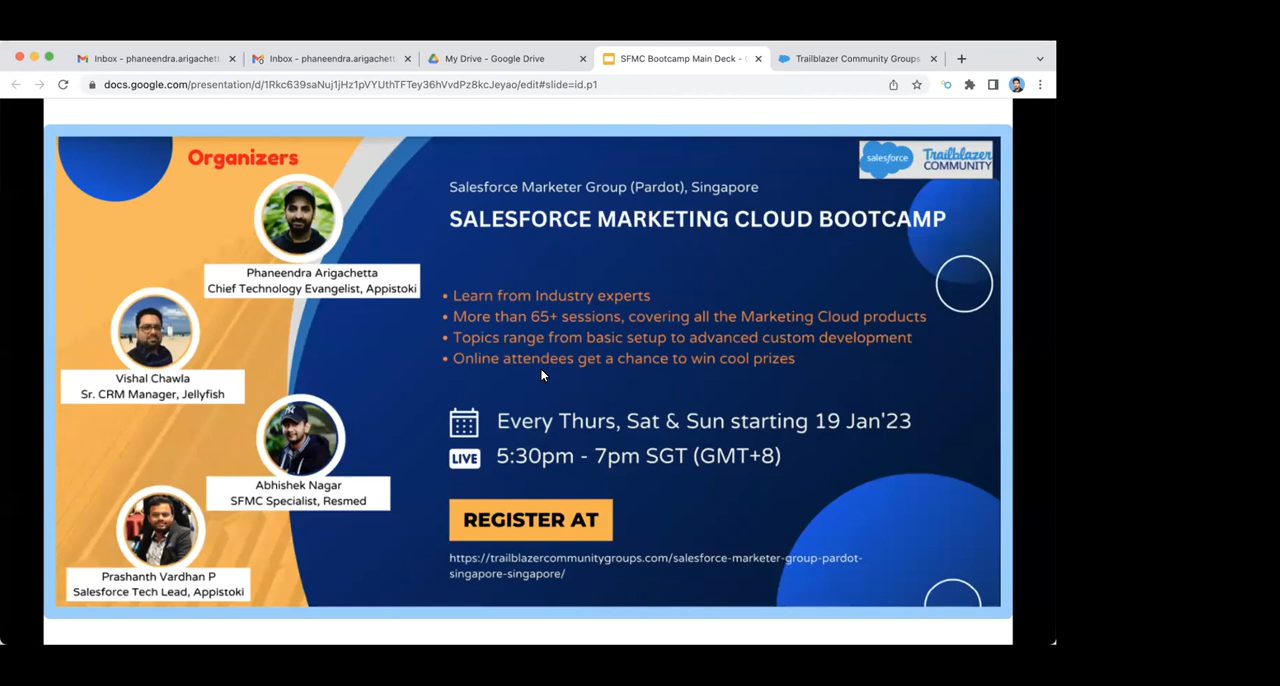 Inbox - phaneendra.arigachett
Inbox - phaneendra.arigachett
My Drive - Google Drive
SFMC Bootcamp Main Deck -
Trailblazer Community Groups
docs.google.com/presentation/d/1Rkc639saNuj1jHz1pVYUthTFTey36hVvdPz8kcJeyao/edit#slide=id.p1
Organizers
salesforce
Trailblazer
COMMUNITY
Salesforce Marketer Group (Pardot), Singapore
SALESFORCE MARKETING CLOUD BOOTCAMP
Phaneendra Arigachetta
Chief Technology Evangelist, Appistoki
• Learn from Industry experts
• More than 65+ sessions, covering all the Marketing Cloud products
• Topics range from basic setup to advanced custom development
• Online attendees get a chance to win cool prizes
Vishal Chawla
Sr. CRM Manager, Jellyfish
Every Thurs, Sat & Sun starting 19 Jan'23
LIVE
5:30pm - 7pm SGT (GMT+8)
Abhishek Nagar
SFMC Specialist, Resmed
REGISTER AT
https://trailblazercommunitygroups.com/salesforce-marketer-group-pardot-
singapore-singapore/
Prashanth Vardhan P
Salesforce Tech Lead, Appistoki